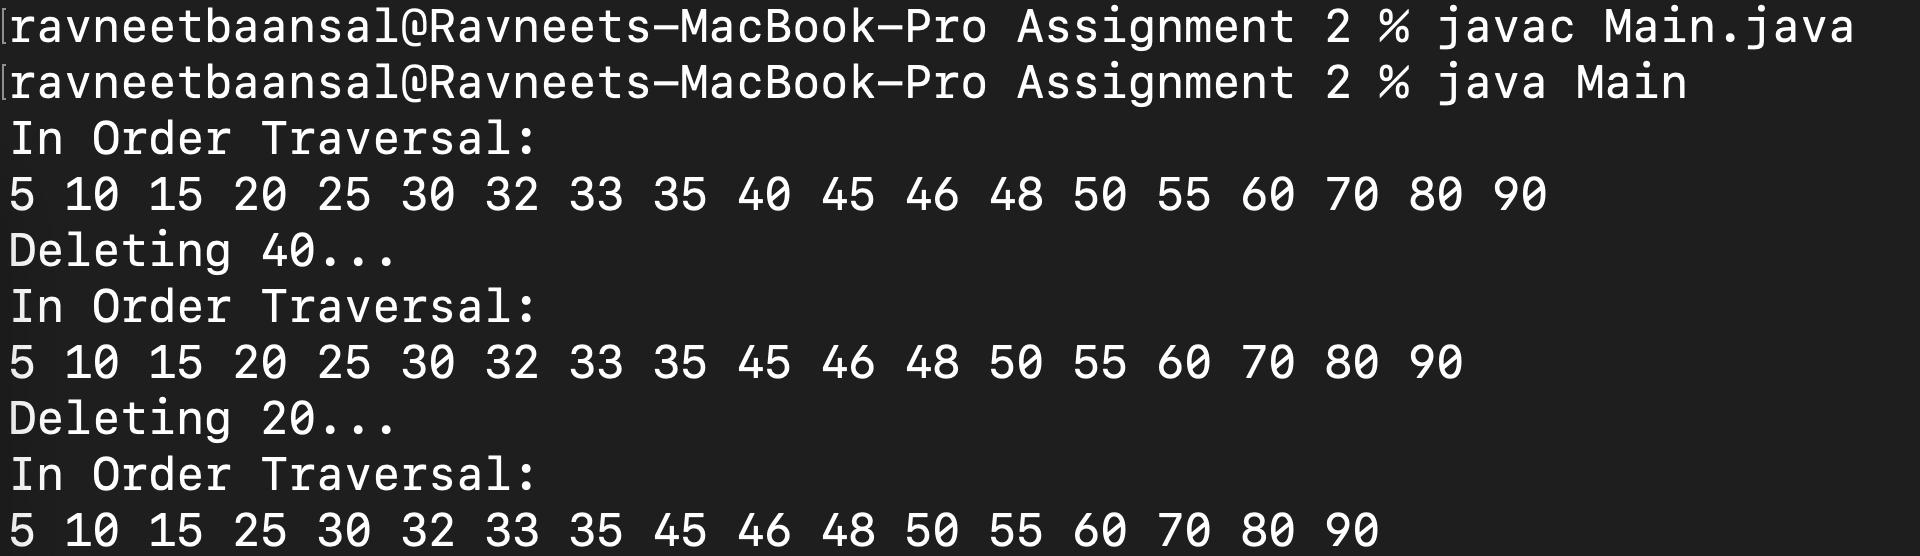 [ravneetbaansal@Ravneets-MacBook-Pro Assignment 2 % javac Main.java
[ravneetbaansal@Ravneets-MacBook-Pro Assignment 2 % java Main
In Order Traversal:
5 10 15 20 25 30 32 33 35 40 45 46 48 50 55 60 70 80 90
Deleting 40...
In Order Traversal:
5 10 15 20 25 30 32 33 35 45 46 48 50 55 60 70 80 90
Deleting 20...
In Order Traversal:
5 10 15 25 30 32 33 35 45 46 48 50 55 60 70 80 90